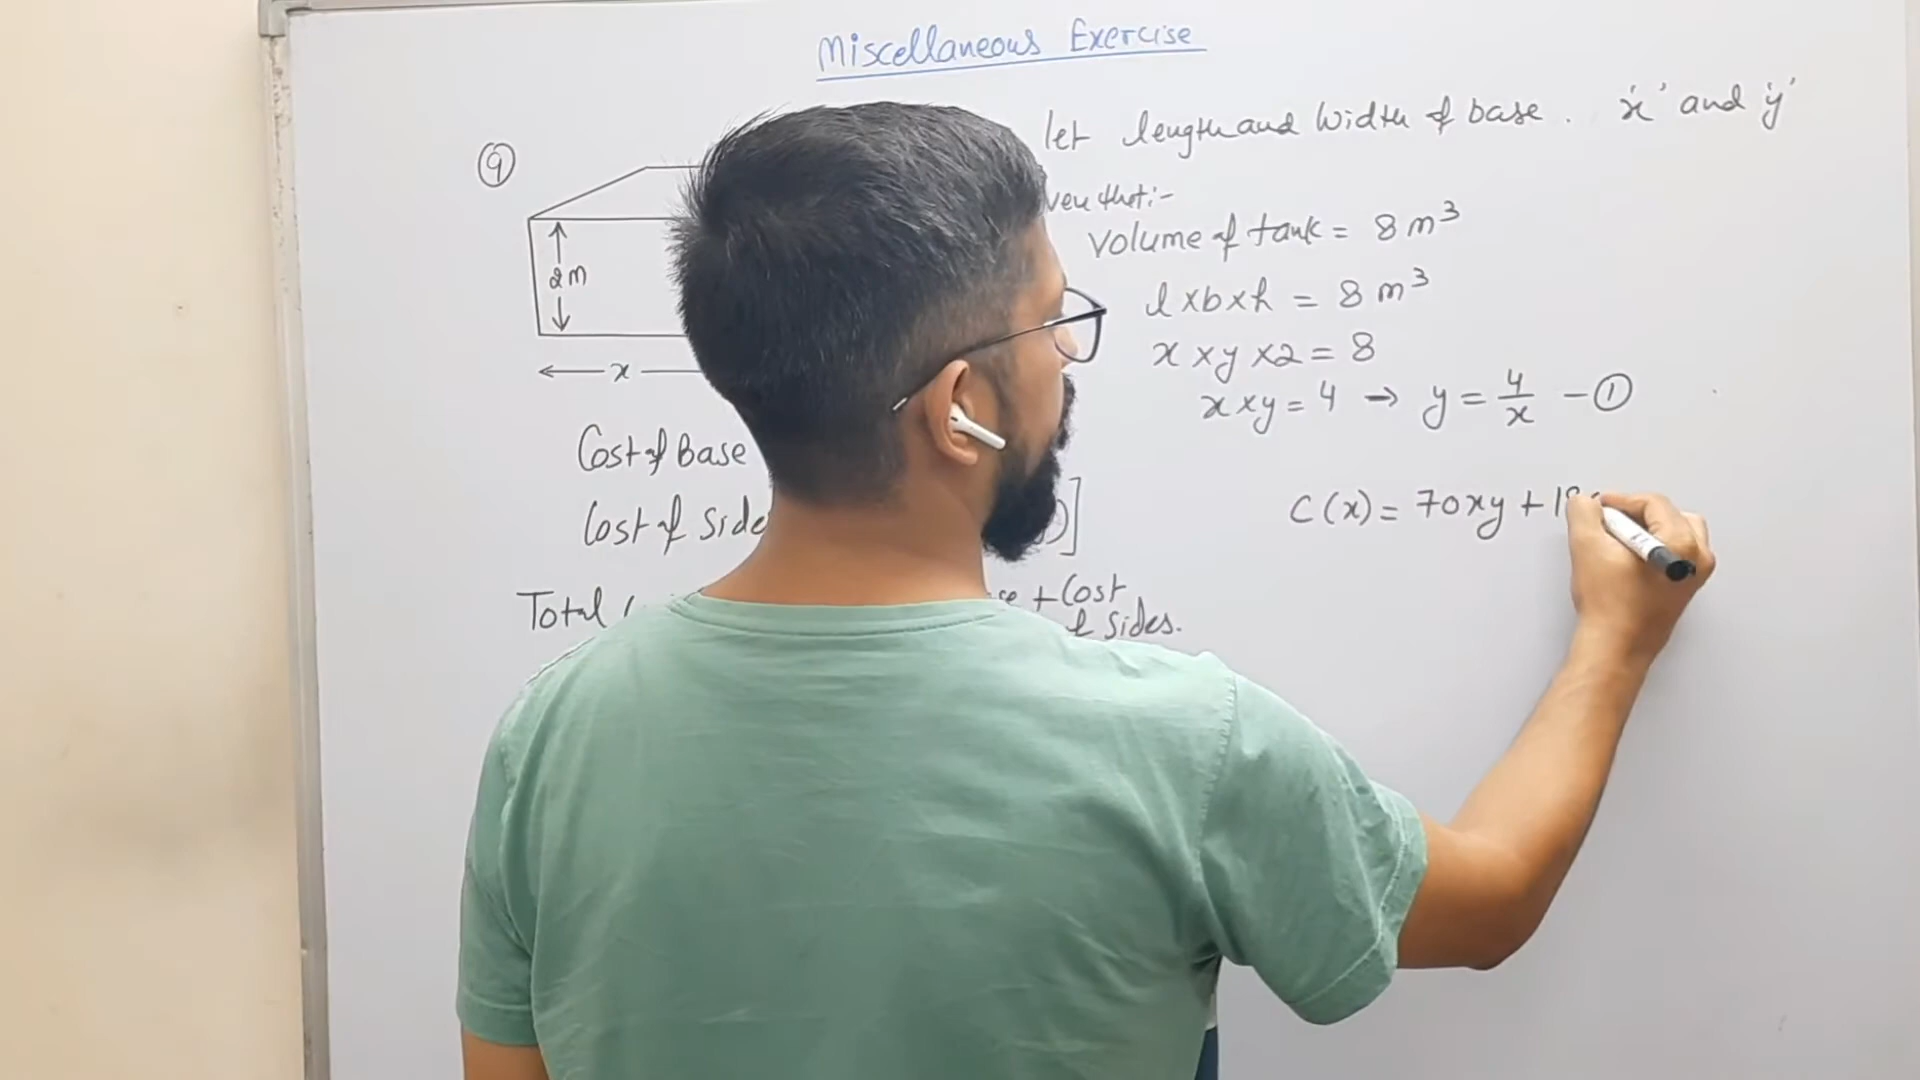 Miscellaneous Exercise
let length and Width of base . 'x' and 'y'
9
ven that:-
Volume of tank = 8 m³
2m
l x b x h = 8 m³
x x y x 2 = 8
x
x x y = 4 → y = 4/x - ①
Cost of Base
C(x) = 70xy + 18
Cost of Side )]
Total + Cost
Sides.